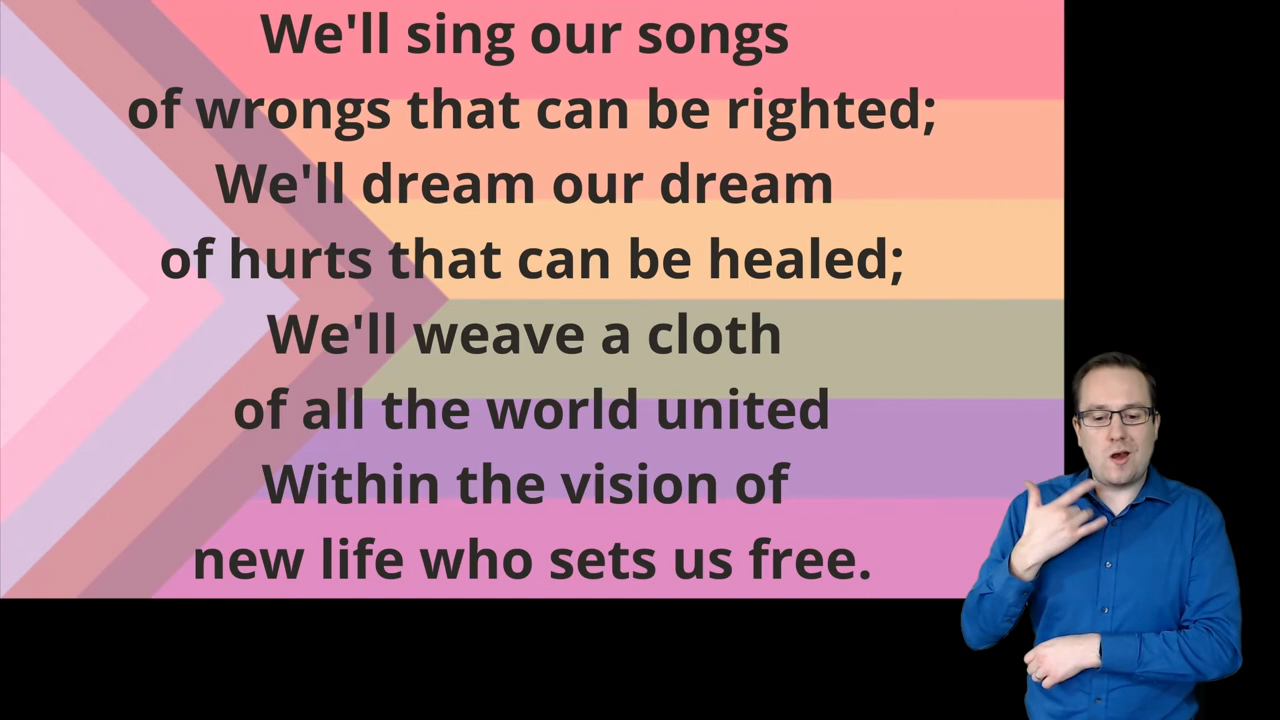 We'll sing our songs
of wrongs that can be righted;
We'll dream our dream
of hurts that can be healed;
We'll weave a cloth
of all the world united
Within the vision of
new life who sets us free.